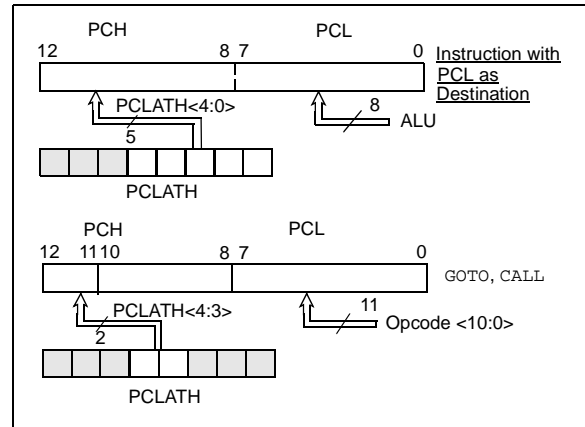 PCH PCL
12 8 7 0 Instruction with
PCL as
Destination
PCLATH<4:0> 8
5 ALU
PCLATH
PCH PCL
12 11 10 8 7 0
GOTO, CALL
PCLATH<4:3> 11
2 Opcode <10:0>
PCLATH